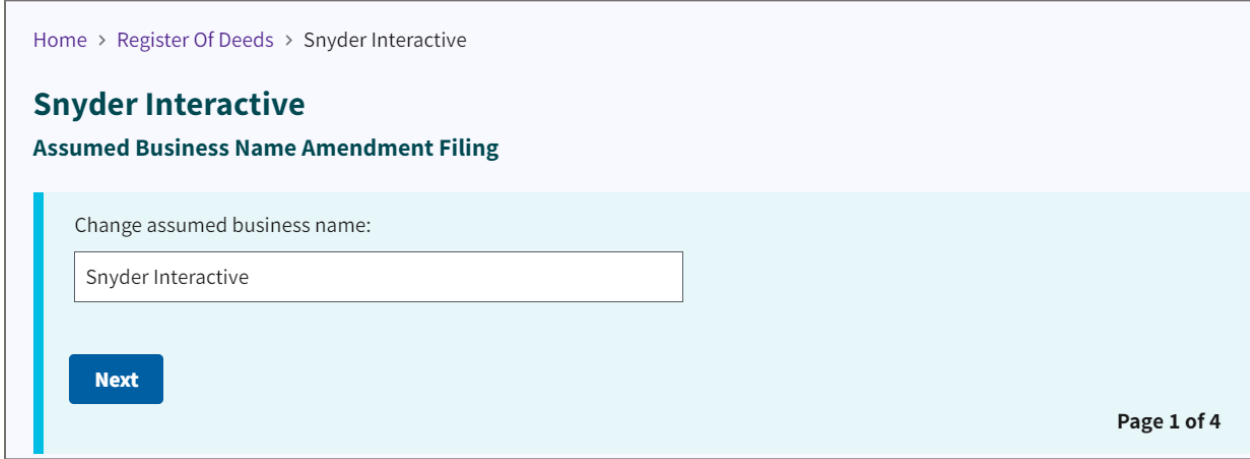 Home > Register Of Deeds > Snyder Interactive
Snyder Interactive
Assumed Business Name Amendment Filing
Change assumed business name:
Snyder Interactive
Next
Page 1 of 4